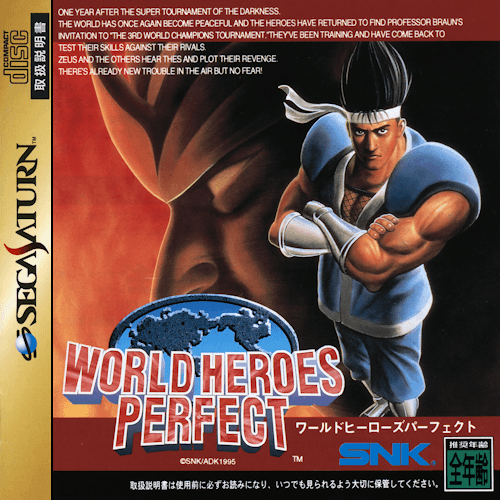 COMPACT
disc
取扱説明書
SEGA SATURN™
ONE YEAR AFTER THE SUPER TOURNAMENT OF THE DARKNESS.
THE WORLD HAS ONCE AGAIN BECOME PEACEFUL AND THE HEROES HAVE RETURNED TO FIND PROFESSOR BRAUN'S
INVITATION TO "THE 3RD WORLD CHAMPIONS TOURNAMENT."THEY'VE BEEN TRAINING AND HAVE COME BACK TO
TEST THEIR SKILLS AGAINST THEIR RIVALS.
ZEUS AND THE OTHERS HEAR THES AND PLOT THEIR REVENGE.
THERE'S ALREADY NEW TROUBLE IN THE AIR BUT NO FEAR!
WORLD HEROES
PERFECT
™
ワールドヒーローズパーフェクト
©SNK/ADK1995
SNK®
推奨年齢
全年齢
取扱説明書は使用前に必ずお読みになり、いつでも見られるよう大切に保管してください。